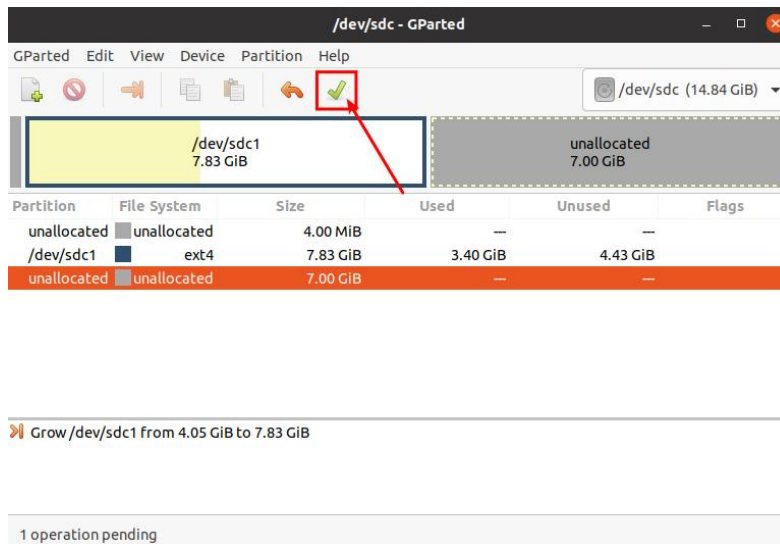 /dev/sdc - GParted
GParted Edit View Device Partition Help
/dev/sdc (14.84 GiB)
/dev/sdc1
7.83 GiB
unallocated
7.00 GiB
Partition File System Size Used Unused Flags
unallocated unallocated 4.00 MiB --- ---
/dev/sdc1 ext4 7.83 GiB 3.40 GiB 4.43 GiB
unallocated unallocated 7.00 GiB --- ---
Grow /dev/sdc1 from 4.05 GiB to 7.83 GiB
1 operation pending